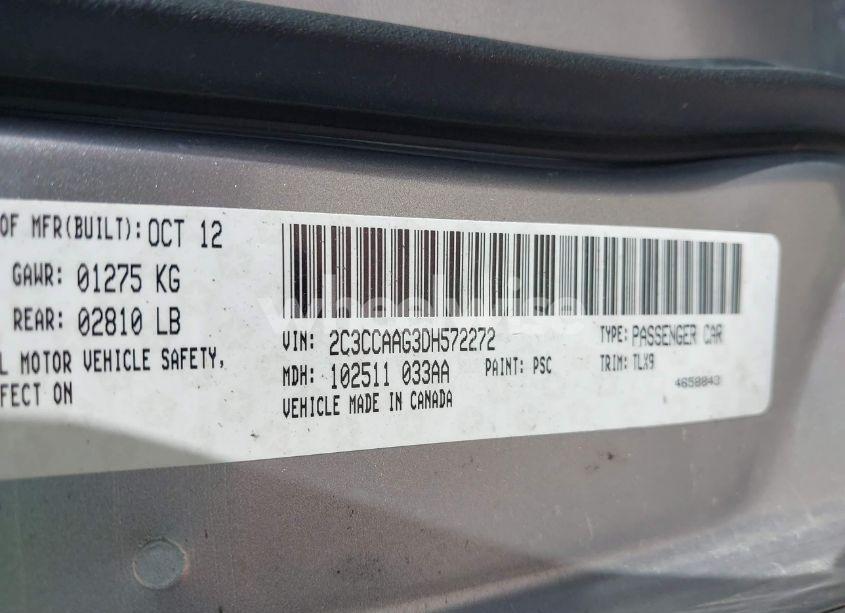 OF MFR(BUILT): OCT 12
GAWR: 01275 KG
REAR: 02810 LB
L MOTOR VEHICLE SAFETY,
FECT ON
wheelwise
VIN: 2C3CCAAG3DH572272
TYPE: PASSENGER CAR
MDH: 102511 033AA
PAINT: PSC
TRIM: TLX9
VEHICLE MADE IN CANADA
4658843